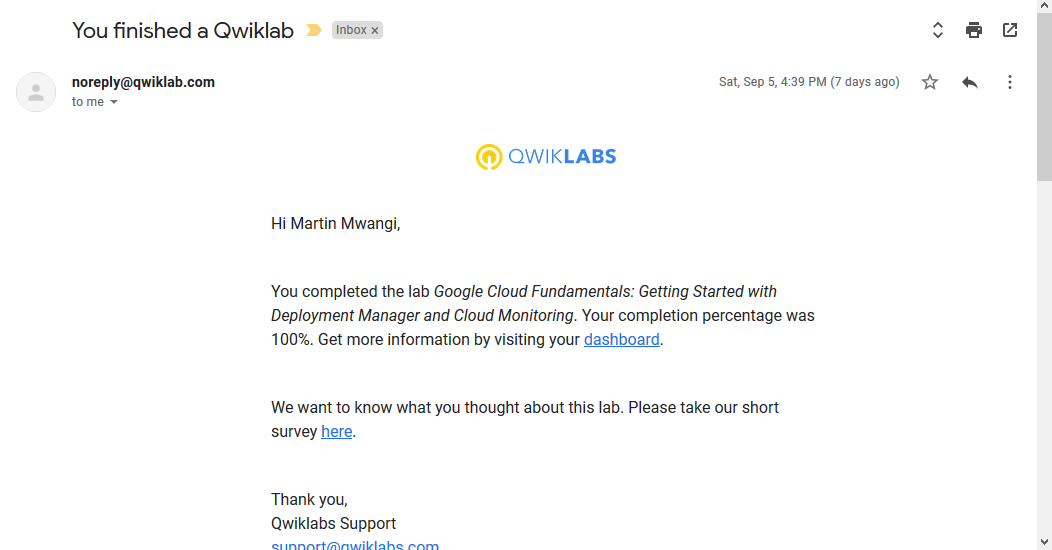 You finished a Qwiklab Inbox ×
noreply@qwiklab.com Sat, Sep 5, 4:39 PM (7 days ago)
to me
QWIKLABS
Hi Martin Mwangi,
You completed the lab Google Cloud Fundamentals: Getting Started with
Deployment Manager and Cloud Monitoring. Your completion percentage was
100%. Get more information by visiting your dashboard.
We want to know what you thought about this lab. Please take our short
survey here.
Thank you,
Qwiklabs Support
support@qwiklabs.com